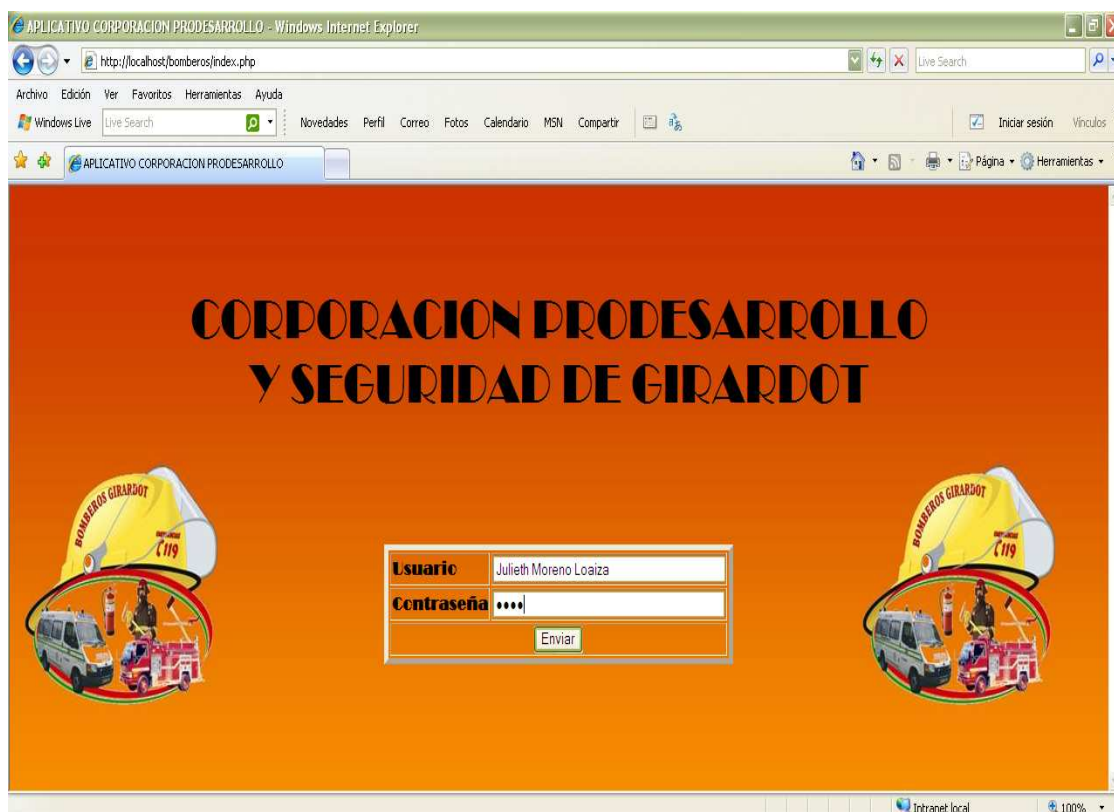 APLICATIVO CORPORACION PRODESARROLLO - Windows Internet Explorer
http://localhost/bomberos/index.php
Live Search
Archivo Edición Ver Favoritos Herramientas Ayuda
Windows Live Live Search Novedades Perfil Correo Fotos Calendario MSN Compartir Iniciar sesión Vínculos
APLICATIVO CORPORACION PRODESARROLLO Página Herramientas
CORPORACION PRODESARROLLO
Y SEGURIDAD DE GIRARDOT
BOMBEROS GIRARDOT
119
BOMBEROS GIRARDOT
119
Usuario Julieth Moreno Loaiza
Contraseña ••••
Enviar
Intranet local 100%